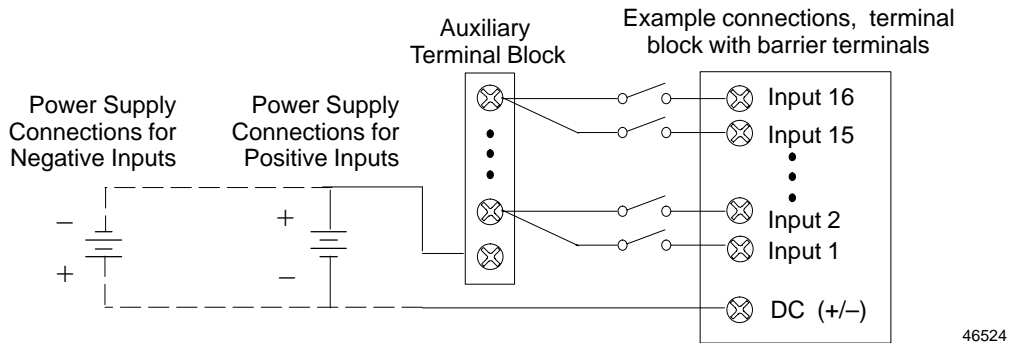 Example connections, terminal
block with barrier terminals
Auxiliary
Terminal Block
Power Supply
Connections for
Negative Inputs
Power Supply
Connections for
Positive Inputs
Input 16
Input 15
Input 2
Input 1
DC (+/–)
–
+
+
–
46524